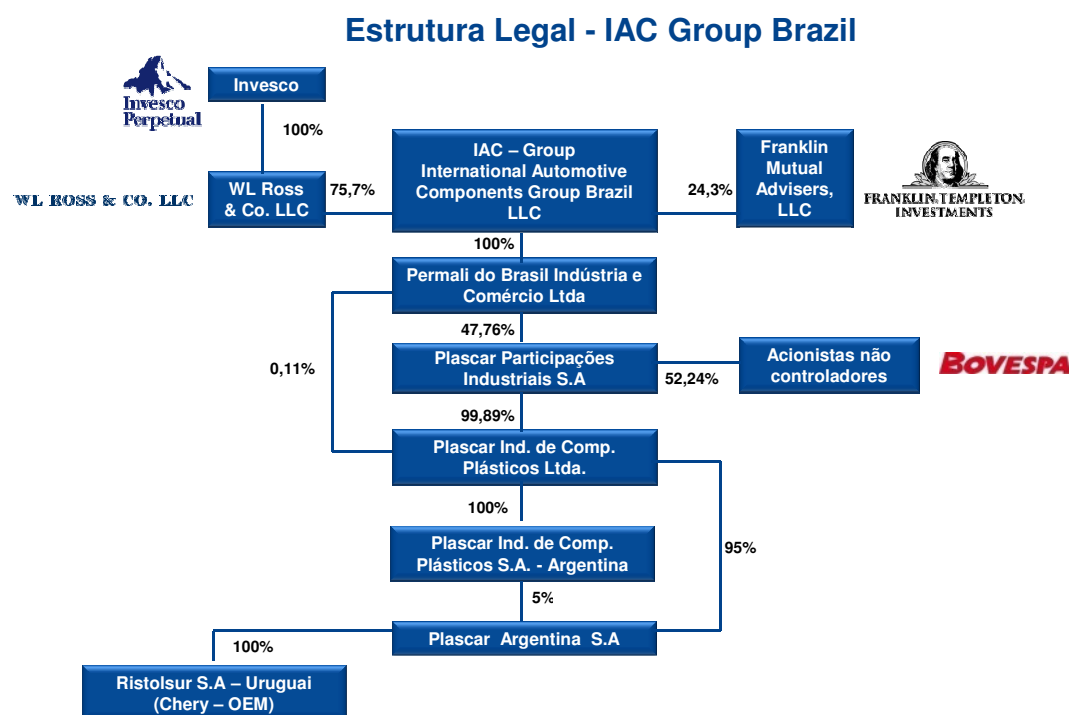 Estrutura Legal - IAC Group Brazil
Invesco
Perpetual
Invesco
100%
WL ROSS & CO. LLC
WL Ross
& Co. LLC
75,7%
IAC – Group
International Automotive
Components Group Brazil
LLC
24,3%
Franklin
Mutual
Advisers,
LLC
FRANKLIN TEMPLETON
INVESTMENTS
100%
Permali do Brasil Indústria e
Comércio Ltda
47,76%
0,11%
Plascar Participações
Industriais S.A
52,24%
Acionistas não
controladores
BOVESPA
99,89%
Plascar Ind. de Comp.
Plásticos Ltda.
100%
Plascar Ind. de Comp.
Plásticos S.A. - Argentina
95%
5%
Plascar Argentina S.A
100%
Ristolsur S.A – Uruguai
(Chery – OEM)